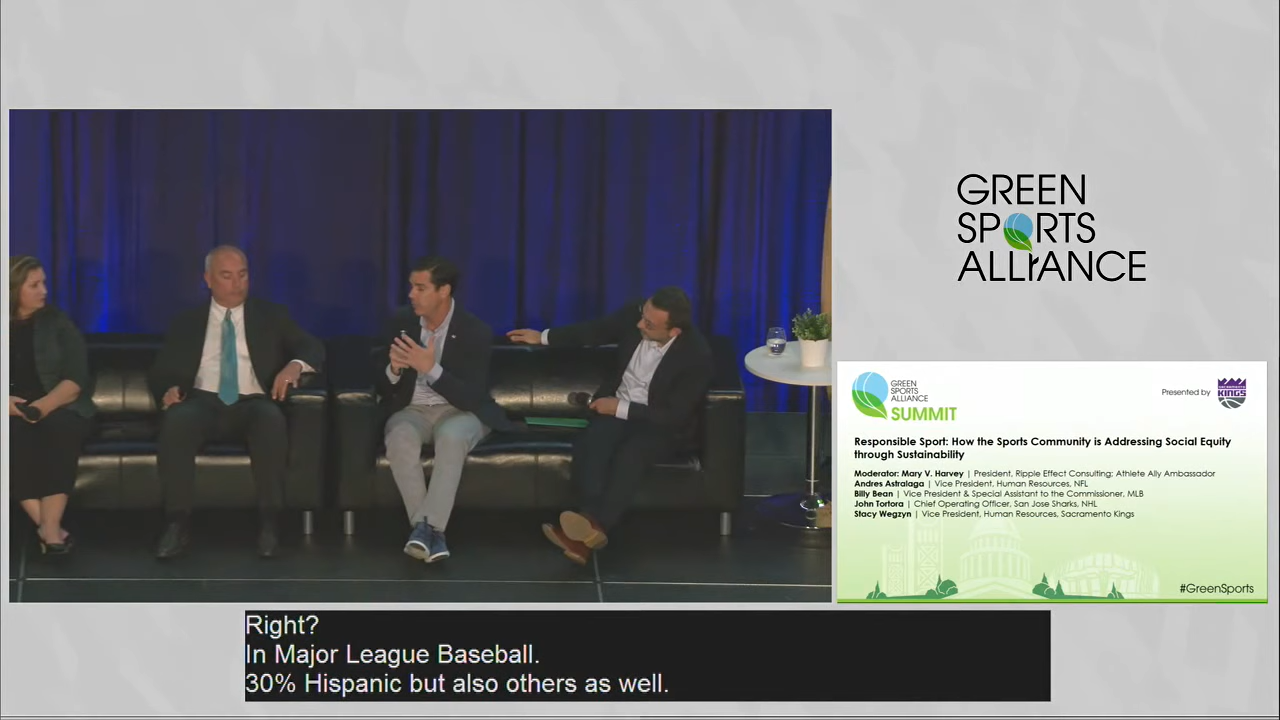 GREEN
SPORTS
ALLIANCE
GREEN
SPORTS
ALLIANCE
SUMMIT
Presented by
SACRAMENTO
KINGS
Responsible Sport: How the Sports Community is Addressing Social Equity
through Sustainability
Moderator: Mary V. Harvey | President, Ripple Effect Consulting; Athlete Ally Ambassador
Andres Astralaga | Vice President, Human Resources, NFL
Billy Bean | Vice President & Special Assistant to the Commissioner, MLB
John Tortora | Chief Operating Officer, San Jose Sharks, NHL
Stacy Wegzyn | Vice President, Human Resources, Sacramento Kings
#GreenSports
Right?
In Major League Baseball.
30% Hispanic but also others as well.